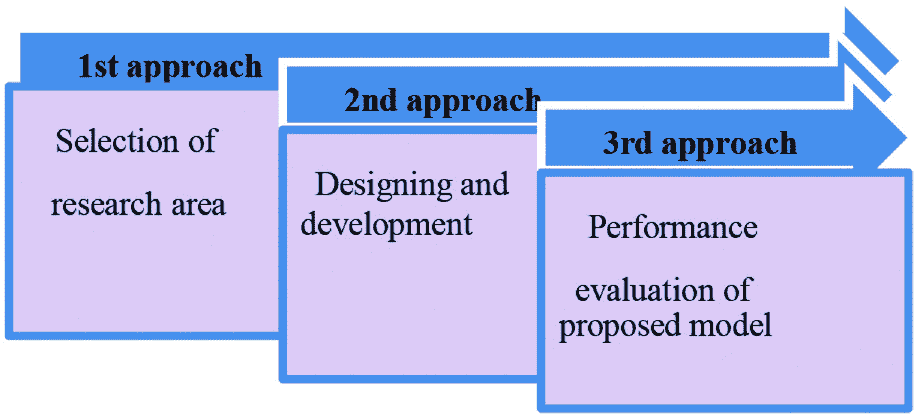 1st approach
Selection of
research area
2nd approach
Designing and
development
3rd approach
Performance
evaluation of
proposed model